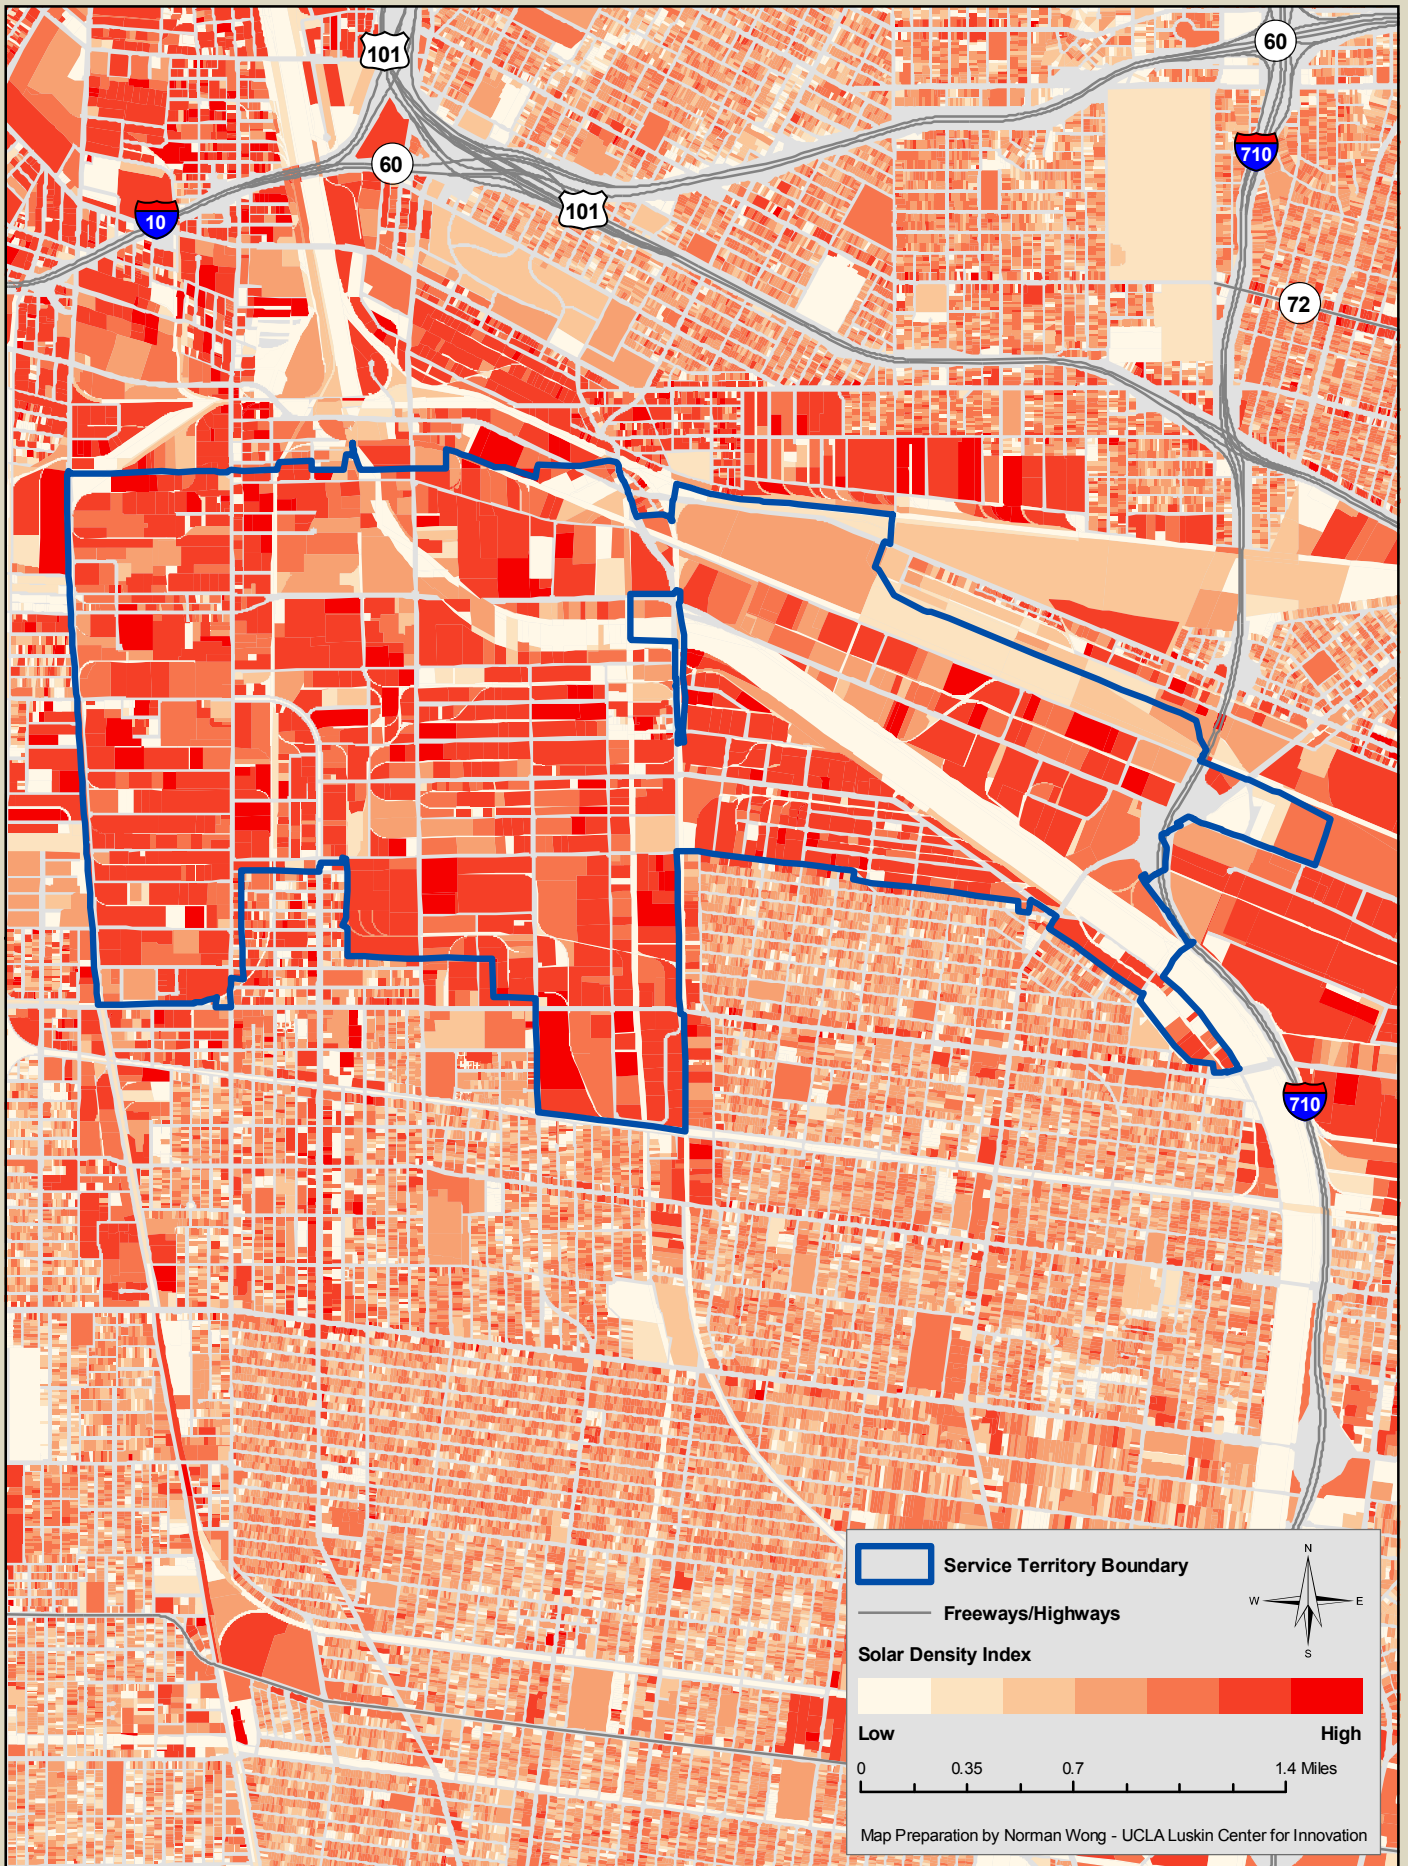 101
60
60
710
101
10
72
710
Service Territory Boundary
Freeways/Highways
N
W E
S
Solar Density Index
Low High
0 0.35 0.7 1.4 Miles
Map Preparation by Norman Wong - UCLA Luskin Center for Innovation